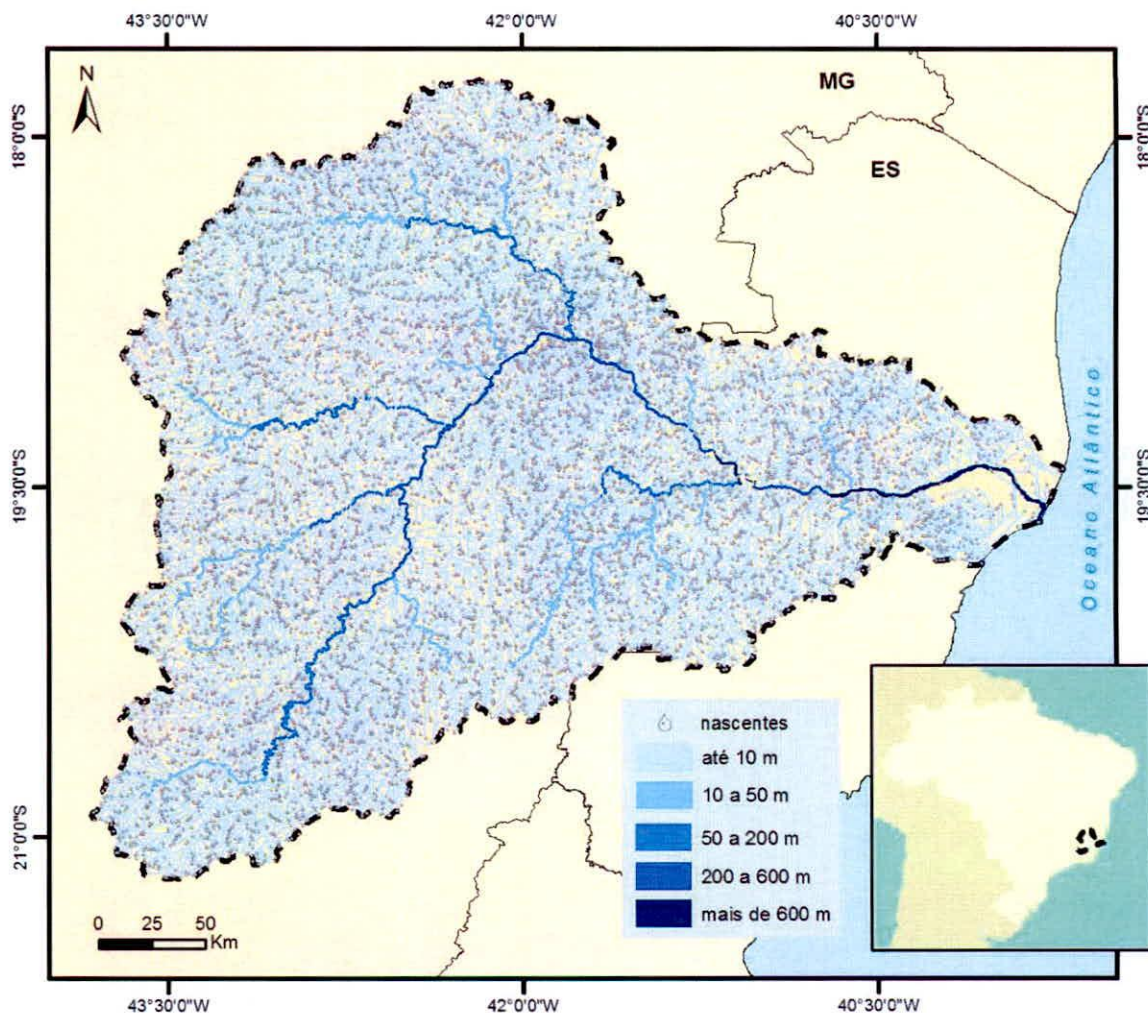 43°30'0"W 42°0'0"W 40°30'0"W
N
MG
18°0'0"S 18°0'0"S
ES
Oceano Atlântico
19°30'0"S 19°30'0"S
nascentes
até 10 m
10 a 50 m
50 a 200 m
200 a 600 m
mais de 600 m
21°0'0"S
0 25 50
Km
43°30'0"W 42°0'0"W 40°30'0"W